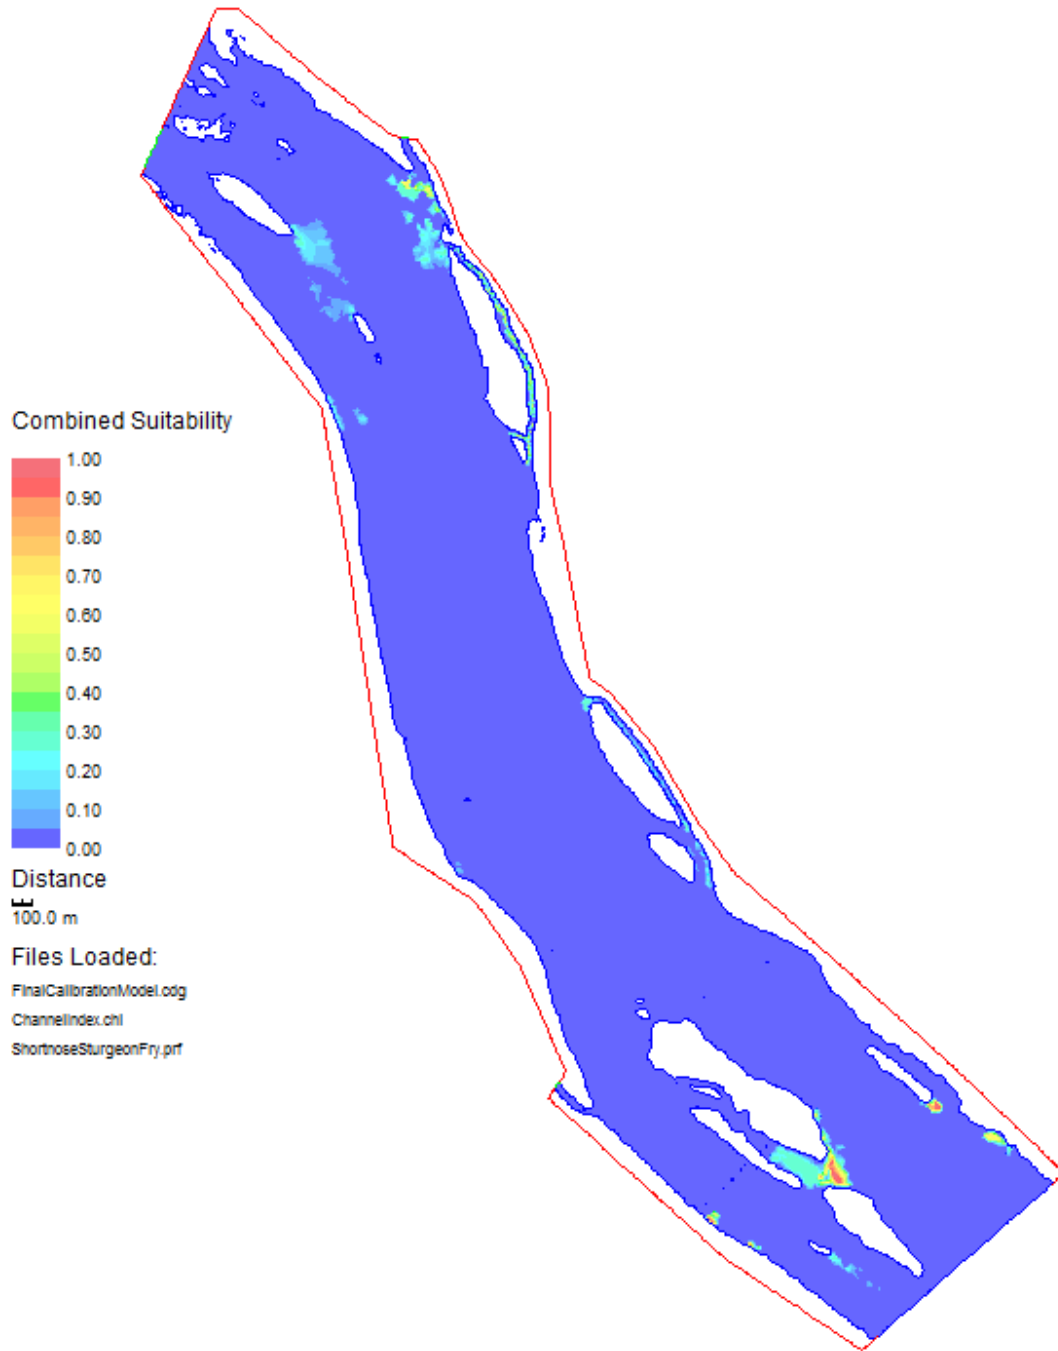 Combined Suitability
1.00
0.90
0.80
0.70
0.60
0.50
0.40
0.30
0.20
0.10
0.00
Distance
100.0 m
Files Loaded:
FinalCalibrationModel.cdg
ChannelIndex.chi
ShortnoseSturgeonFry.prf